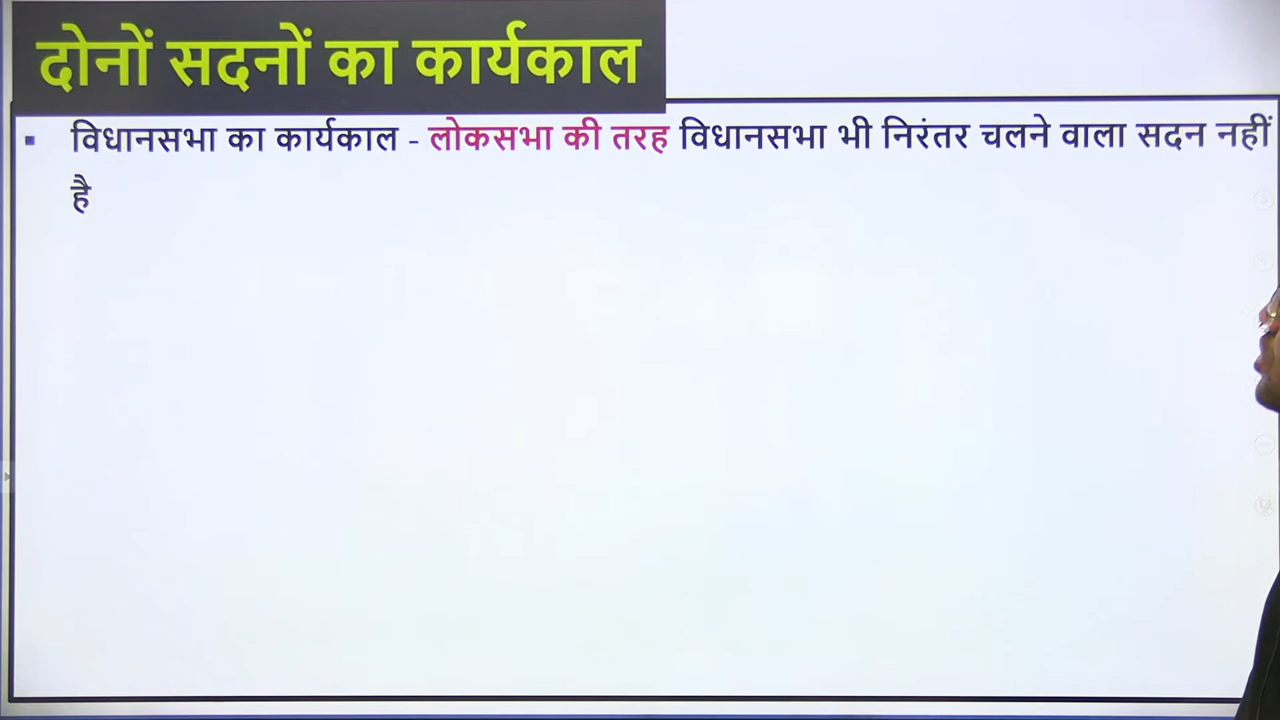 दोनों सदनों का कार्यकाल
▪ विधानसभा का कार्यकाल - लोकसभा की तरह विधानसभा भी निरंतर चलने वाला सदन नहीं
है